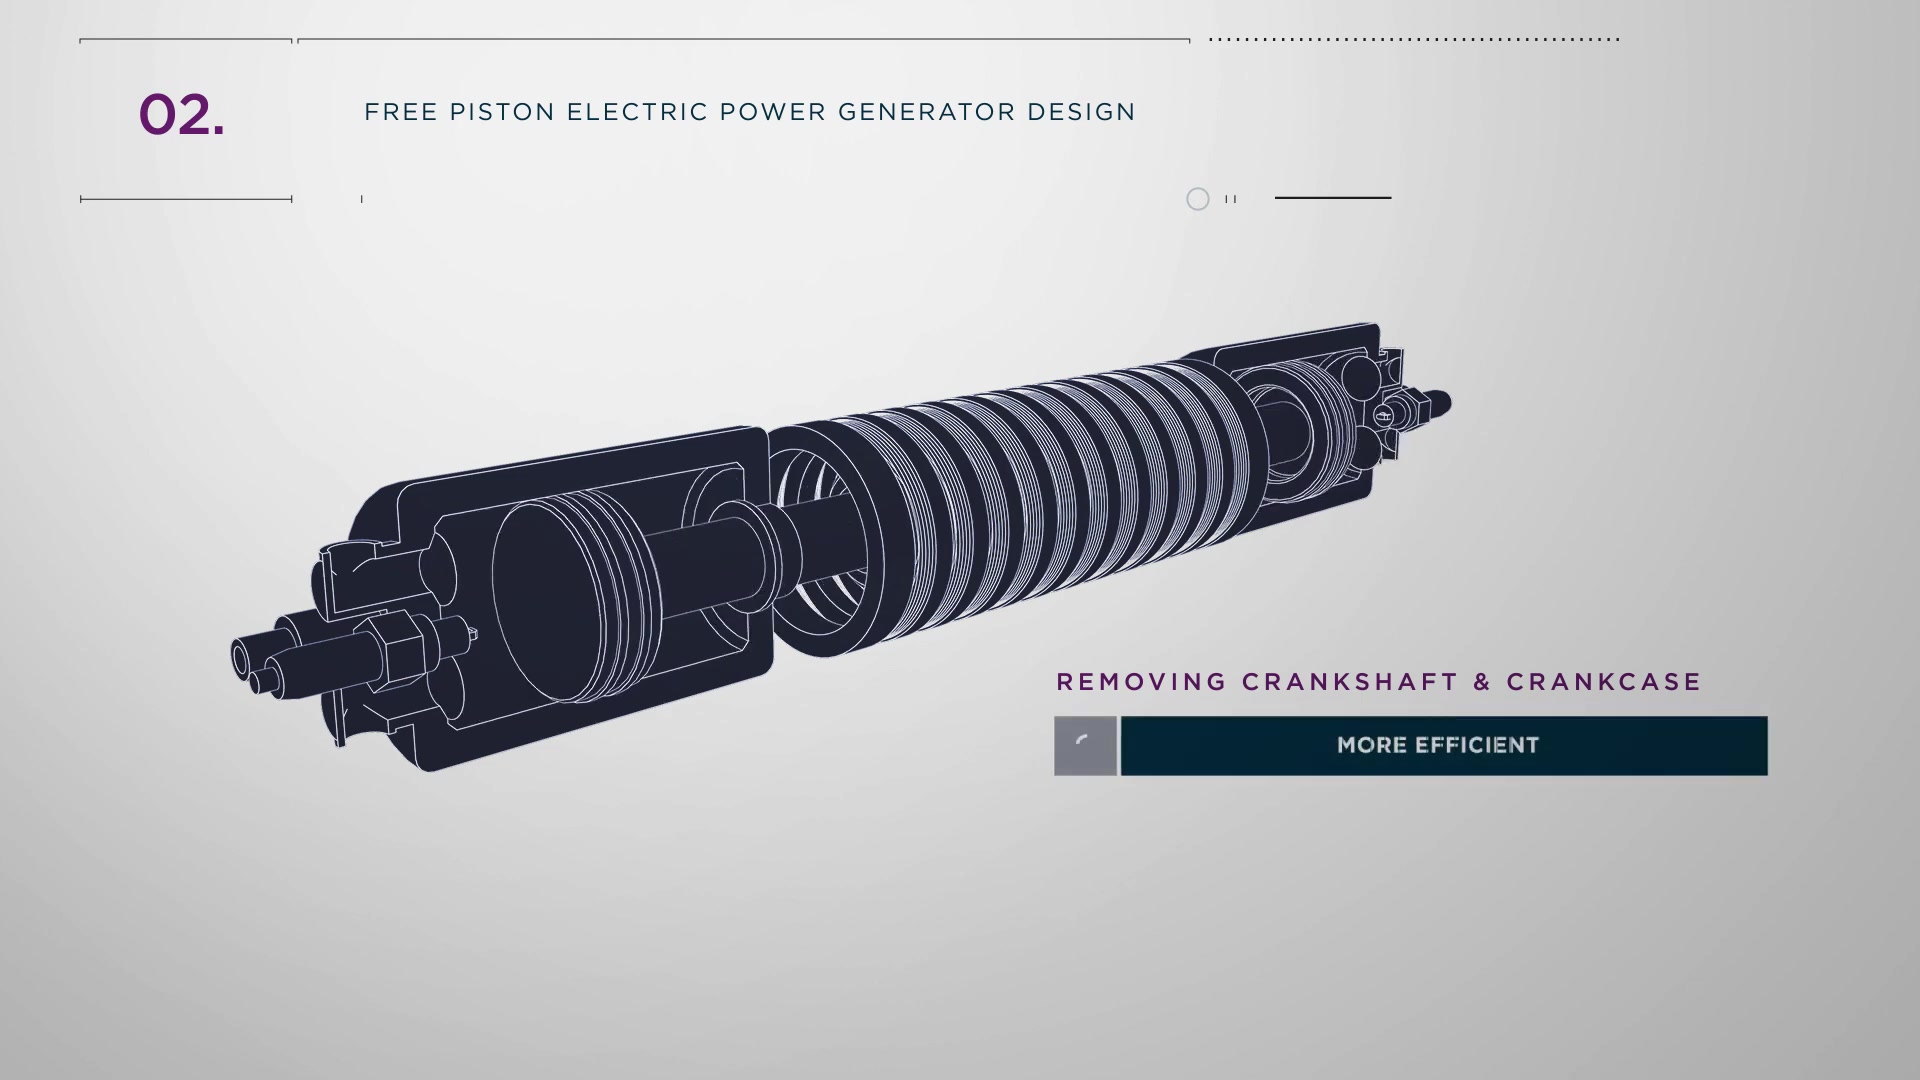 02.
FREE PISTON ELECTRIC POWER GENERATOR DESIGN
REMOVING CRANKSHAFT & CRANKCASE
MORE EFFICIENT